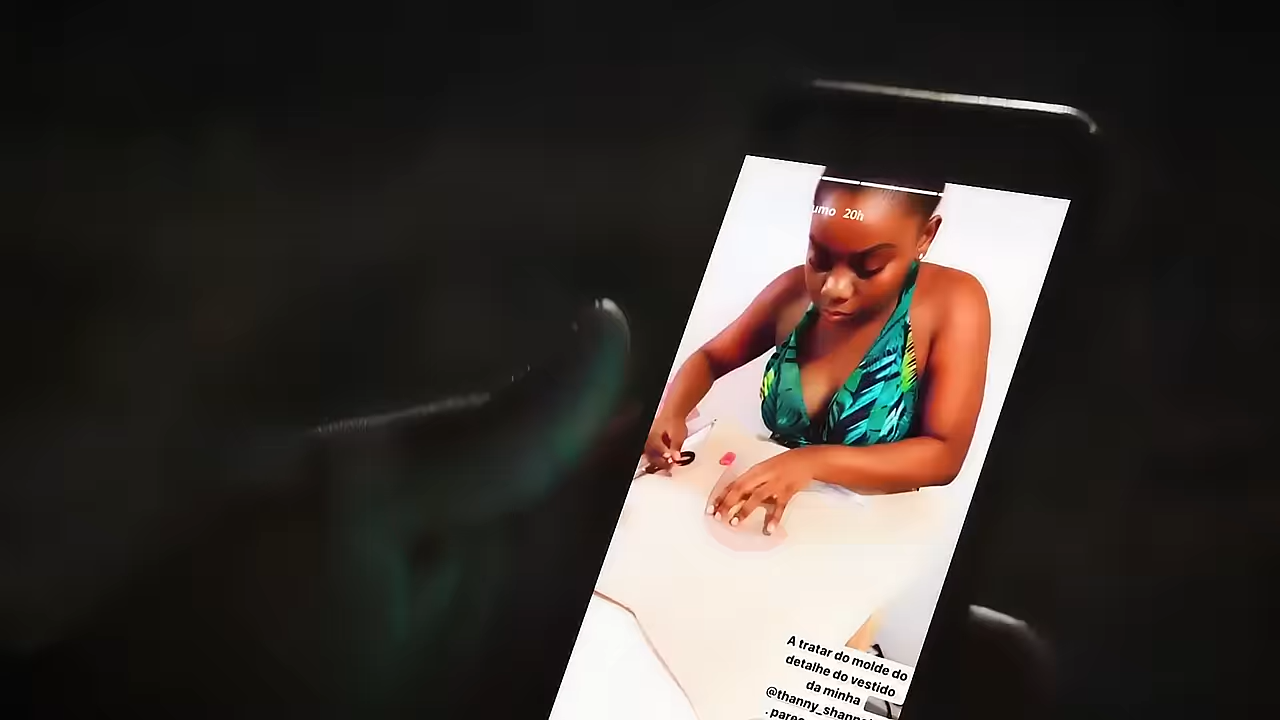 umo 20h
A tratar do molde do
detalhe do vestido
da minha